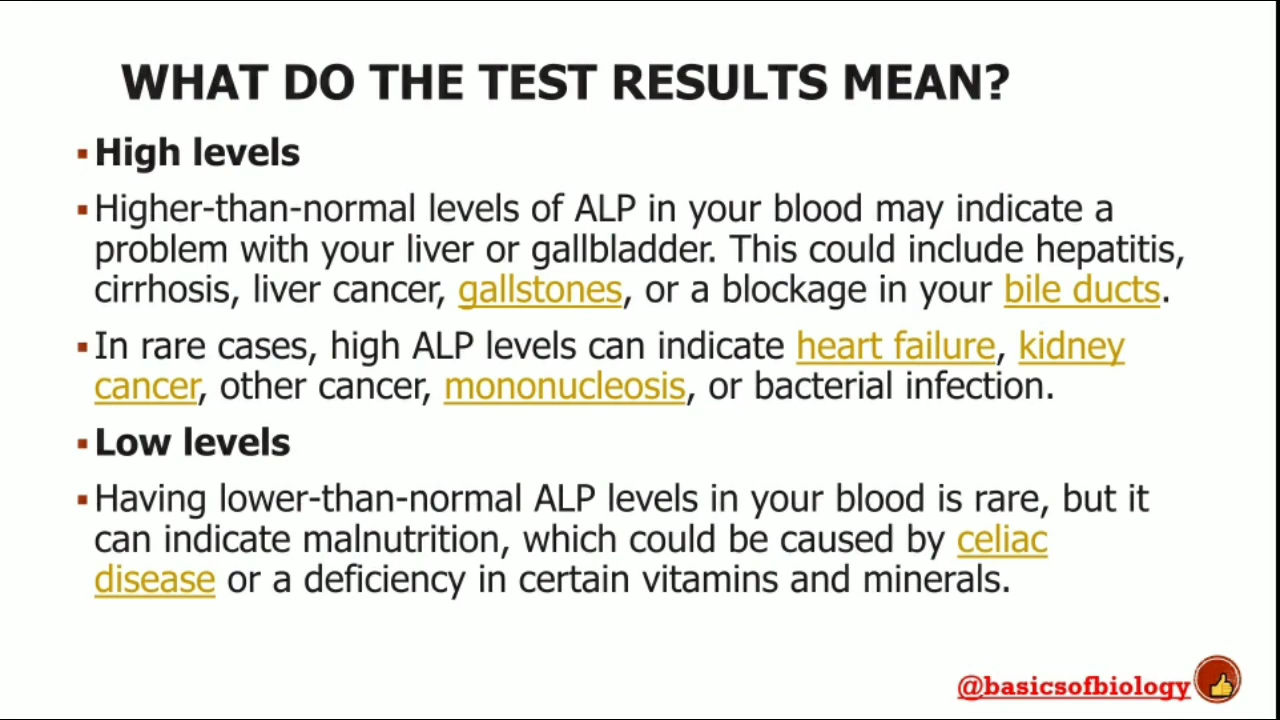 WHAT DO THE TEST RESULTS MEAN?
▪High levels
▪Higher-than-normal levels of ALP in your blood may indicate a
problem with your liver or gallbladder. This could include hepatitis,
cirrhosis, liver cancer, gallstones, or a blockage in your bile ducts.
▪In rare cases, high ALP levels can indicate heart failure, kidney
cancer, other cancer, mononucleosis, or bacterial infection.
▪Low levels
▪Having lower-than-normal ALP levels in your blood is rare, but it
can indicate malnutrition, which could be caused by celiac
disease or a deficiency in certain vitamins and minerals.
@basicsofbiology